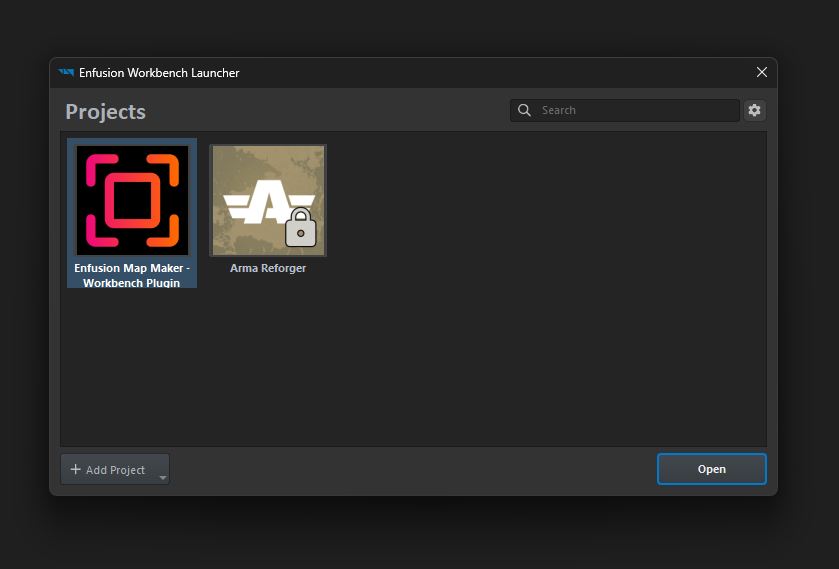 Enfusion Workbench Launcher
Projects
Search
Enfusion Map Maker -
Workbench Plugin
Arma Reforger
Add Project
Open